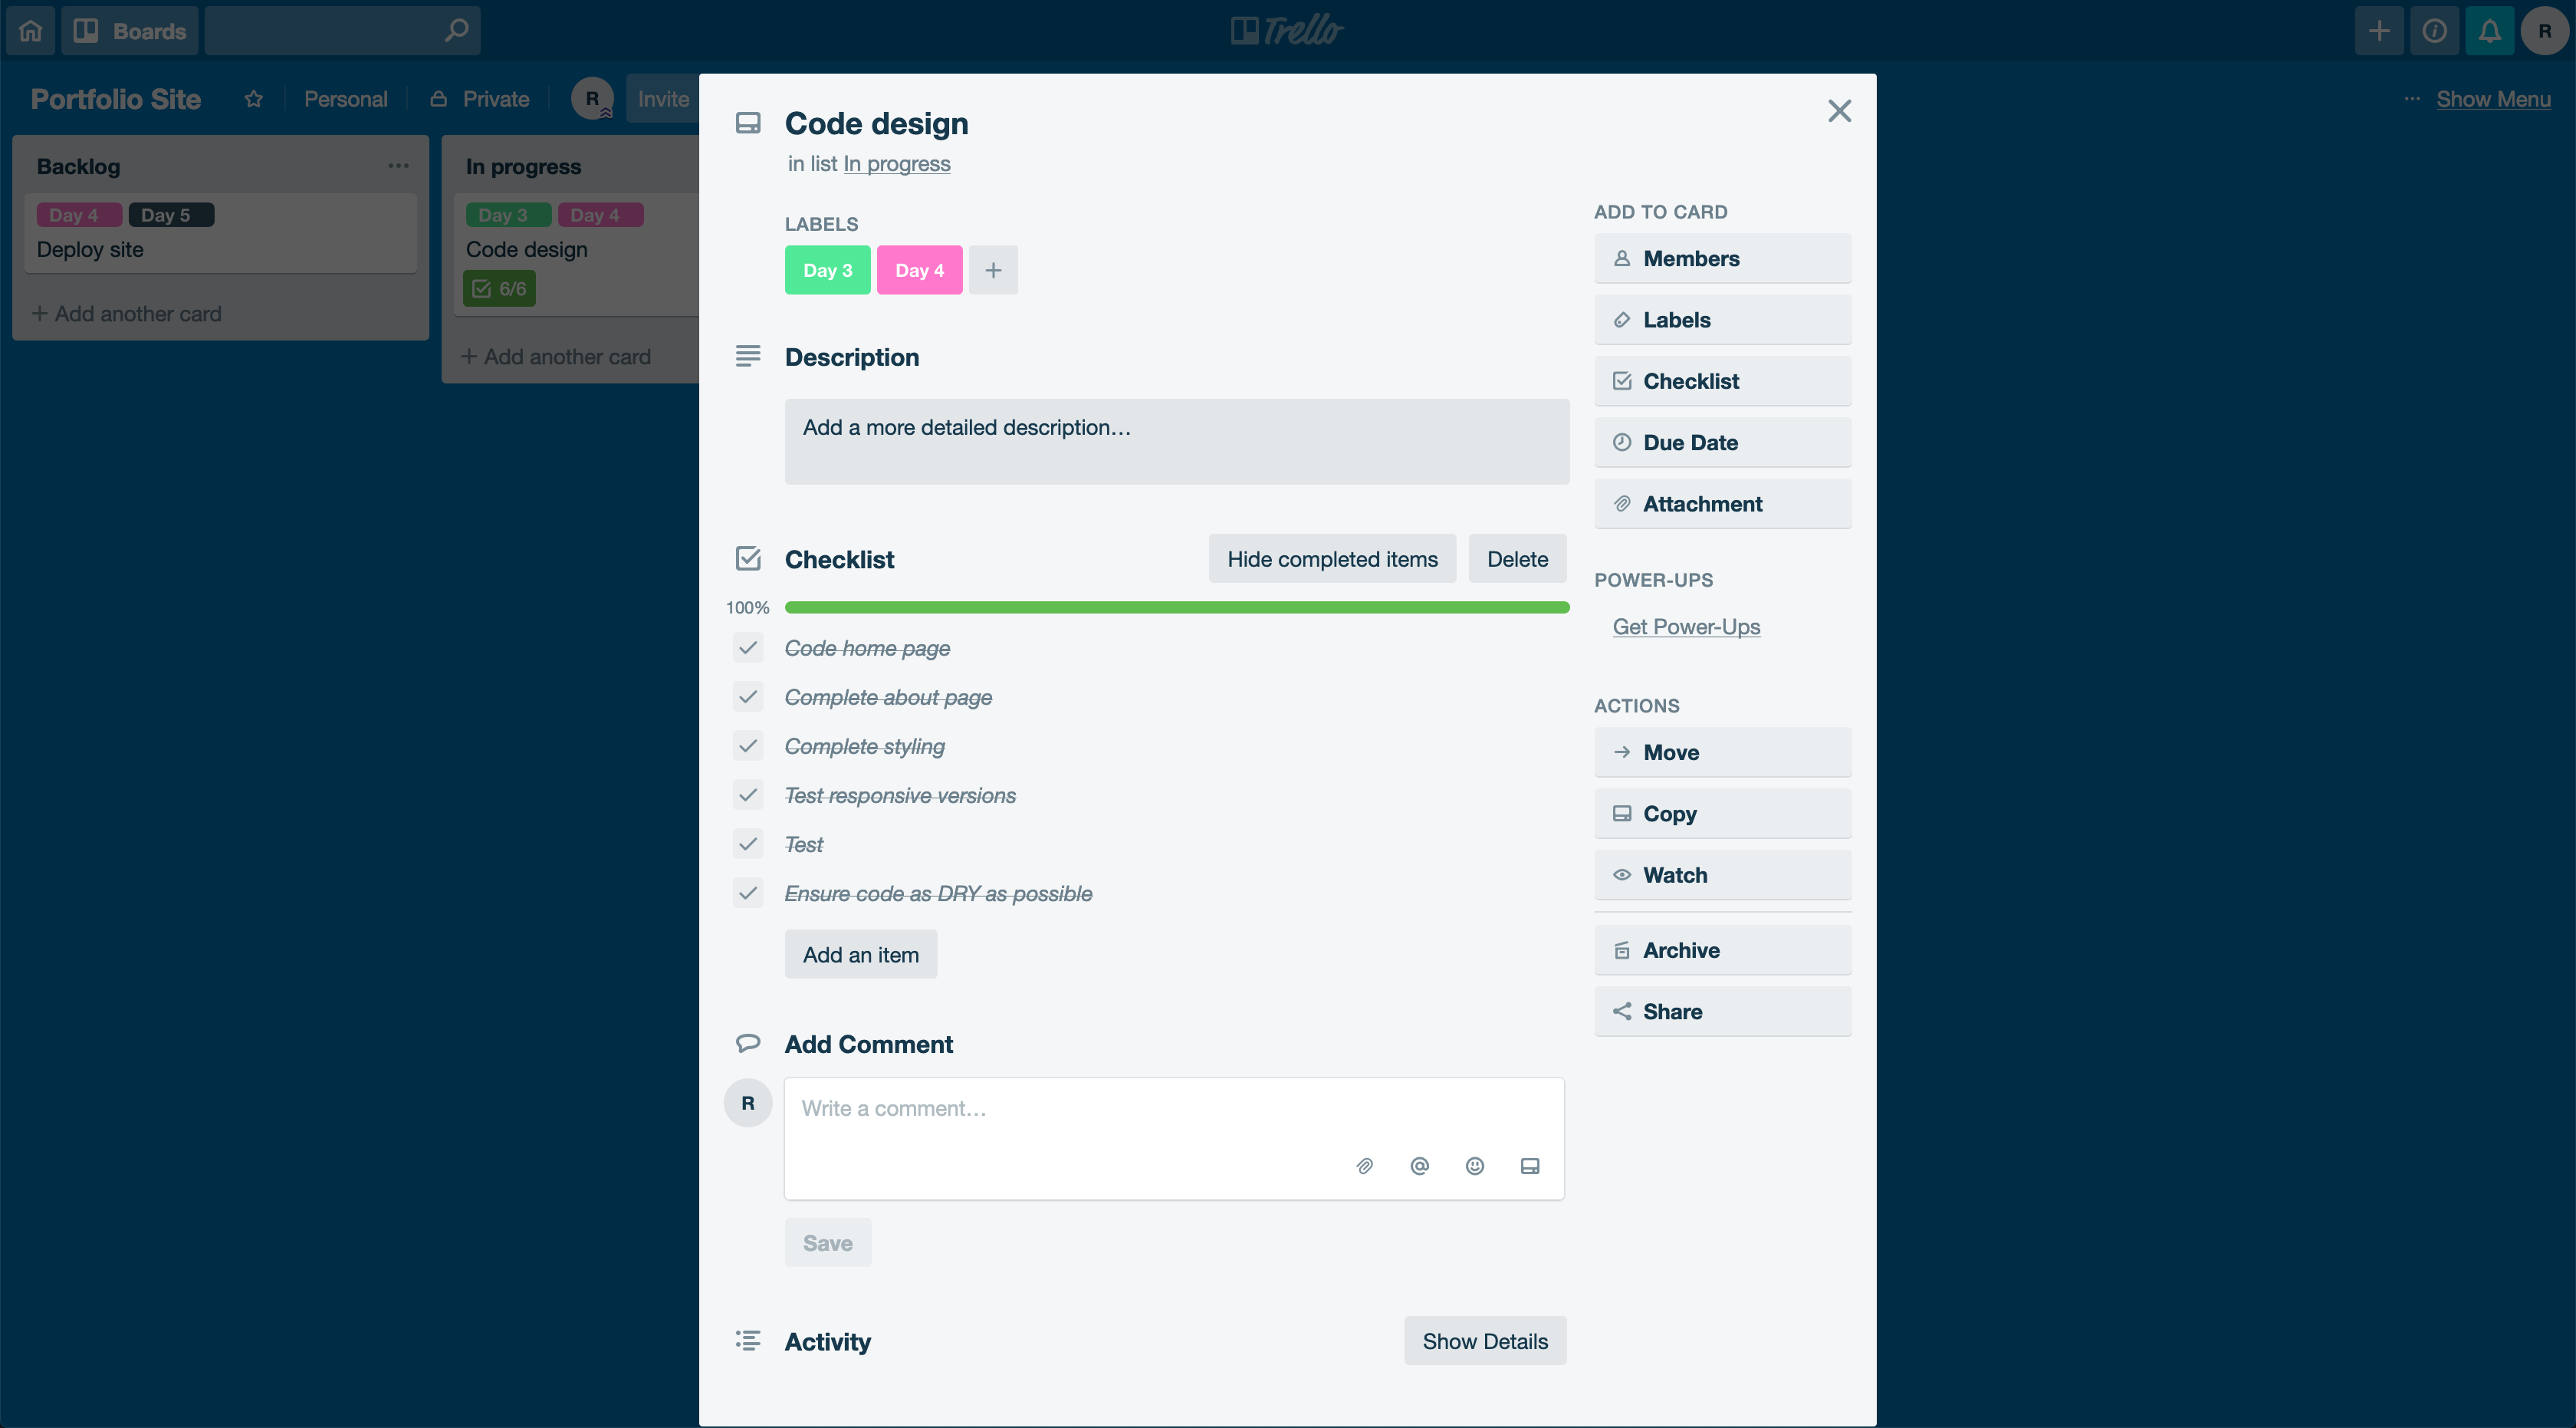 Boards
Trello
R
Portfolio Site
Personal
Private
R
Invite
... Show Menu
Backlog
Day 4 Day 5
Deploy site
+ Add another card
In progress
Day 3 Day 4
Code design
6/6
+ Add another card
Code design
in list In progress
LABELS
Day 3 Day 4 +
Description
Add a more detailed description…
Checklist
Hide completed items
Delete
100%
Code home page
Complete about page
Complete styling
Test responsive versions
Test
Ensure code as DRY as possible
Add an item
Add Comment
R
Write a comment…
@
Save
Activity
Show Details
ADD TO CARD
Members
Labels
Checklist
Due Date
Attachment
POWER-UPS
Get Power-Ups
ACTIONS
Move
Copy
Watch
Archive
Share